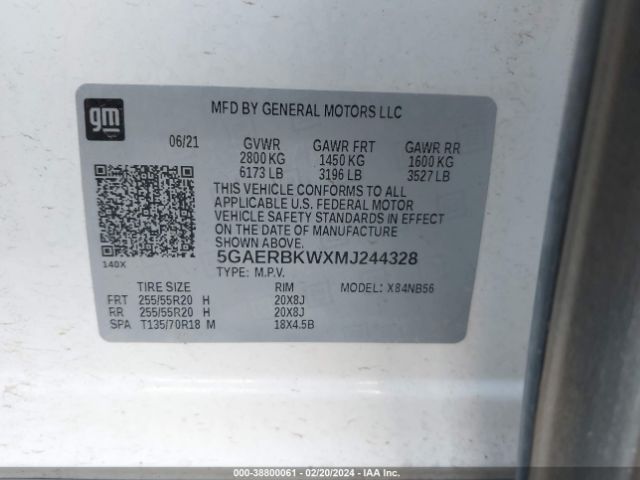 gm
MFD BY GENERAL MOTORS LLC
06/21 GVWR GAWR FRT GAWR RR
2800 KG 1450 KG 1600 KG
6173 LB 3196 LB 3527 LB
THIS VEHICLE CONFORMS TO ALL
APPLICABLE U.S. FEDERAL MOTOR
VEHICLE SAFETY STANDARDS IN EFFECT
ON THE DATE OF MANUFACTURE
SHOWN ABOVE.
140X
5GAERBKWXMJ244328
TYPE: M.P.V.
TIRE SIZE RIM MODEL: X84NB56
FRT 255/55R20 H 20X8J
RR 255/55R20 H 20X8J
SPA T135/70R18 M 18X4.5B
000-38800061 - 02/20/2024 - IAA Inc.